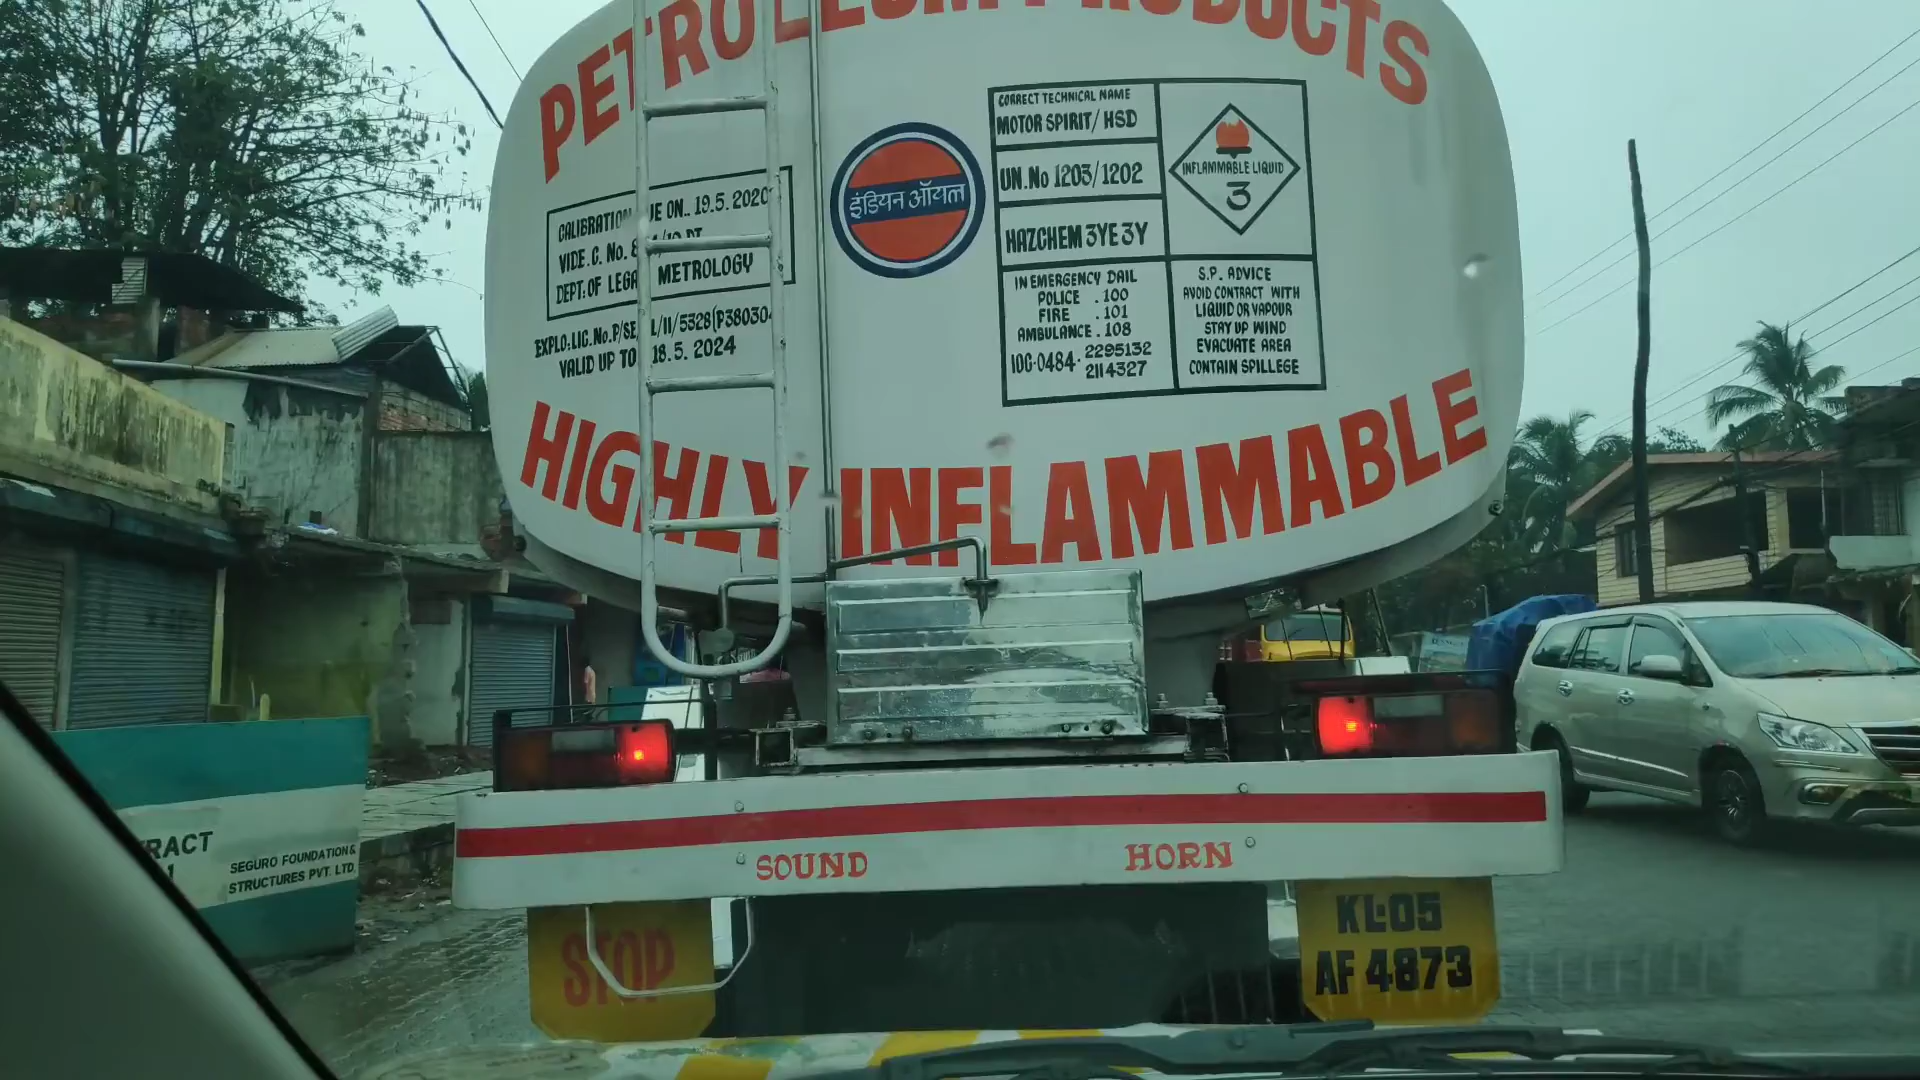 PETROLEUM PRODUCTS
CALIBRATION DUE ON.. 19.5.2020
VIDE.C. No.
DEPT: OF LEGAL METROLOGY
EXPLO:LIC.No.P/
L/11/5328(P38030
VALID UP TO 18.5.2024
इंडियन ऑयल
CORRECT TECHNICAL NAME
MOTOR SPIRIT/ HSD
UN.No 1203/1202
HAZCHEM 3YE 3Y
INFLAMMABLE LIQUID
3
IN EMERGENCY DAIL
POLICE .100
FIRE .101
AMBULANCE.108
IOC-0484. 2295132
2114327
S.P. ADVICE
AVOID CONTRACT WITH
LIQUID OR VAPOUR
STAY UP WIND
EVACUATE AREA
CONTAIN SPILLEGE
HIGHLY INFLAMMABLE
SOUND HORN
STOP
KL·05
AF 4873
RACT
SEGURO FOUNDATION &
STRUCTURES PVT. LTD.